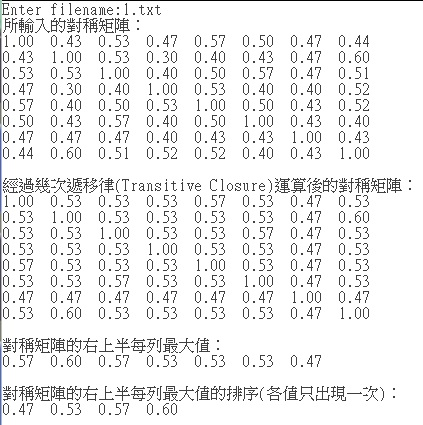 Enter filename:1.txt
所輸入的對稱矩陣：
1.00 0.43 0.53 0.47 0.57 0.50 0.47 0.44
0.43 1.00 0.53 0.30 0.40 0.43 0.47 0.60
0.53 0.53 1.00 0.40 0.50 0.57 0.47 0.51
0.47 0.30 0.40 1.00 0.53 0.40 0.40 0.52
0.57 0.40 0.50 0.53 1.00 0.50 0.43 0.52
0.50 0.43 0.57 0.40 0.50 1.00 0.43 0.40
0.47 0.47 0.47 0.40 0.43 0.43 1.00 0.43
0.44 0.60 0.51 0.52 0.52 0.40 0.43 1.00
經過幾次遞移律(Transitive Closure)運算後的對稱矩陣：
1.00 0.53 0.53 0.53 0.57 0.53 0.47 0.53
0.53 1.00 0.53 0.53 0.53 0.53 0.47 0.60
0.53 0.53 1.00 0.53 0.53 0.57 0.47 0.53
0.53 0.53 0.53 1.00 0.53 0.53 0.47 0.53
0.57 0.53 0.53 0.53 1.00 0.53 0.47 0.53
0.53 0.53 0.57 0.53 0.53 1.00 0.47 0.53
0.47 0.47 0.47 0.47 0.47 0.47 1.00 0.47
0.53 0.60 0.53 0.53 0.53 0.53 0.47 1.00
對稱矩陣的右上半每列最大值：
0.57 0.60 0.57 0.53 0.53 0.53 0.47
對稱矩陣的右上半每列最大值的排序(各值只出現一次)：
0.47 0.53 0.57 0.60